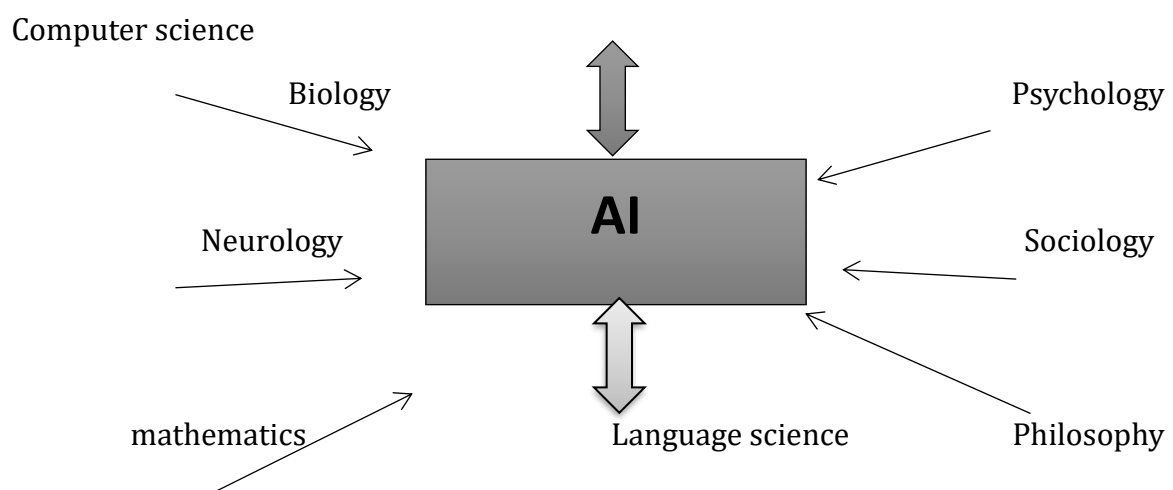 Computer science
Biology
Psychology
AI
Neurology
Sociology
mathematics
Language science
Philosophy